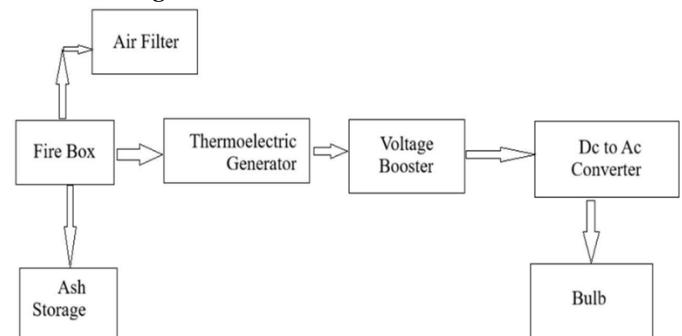 Air Filter
Fire Box
Thermoelectric
Generator
Voltage
Booster
Dc to Ac
Converter
Ash
Storage
Bulb